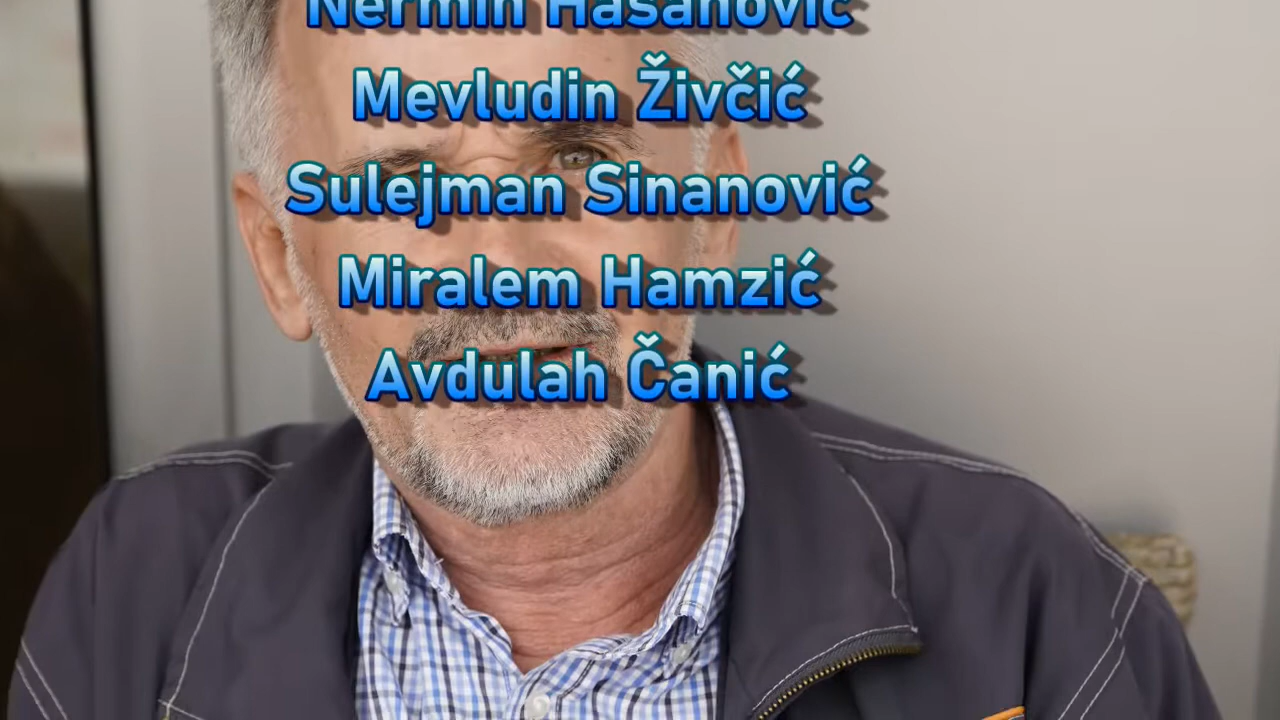 Nermin Hasanović
Mevludin Živčić
Sulejman Sinanović
Miralem Hamzić
Avdulah Čanić